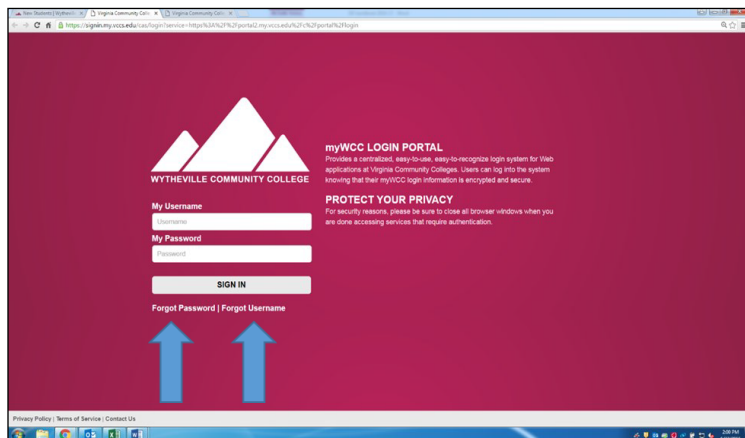 New Students | Wytheville
Virginia Community Colle
Virginia Community Colle
https://signin.my.vccs.edu/cas/login?service=https%3A%2F%2Fportal2.my.vccs.edu%2Fc%2Fportal%2Flogin
WYTHEVILLE COMMUNITY COLLEGE
My Username
Username
My Password
Password
SIGN IN
Forgot Password | Forgot Username
myWCC LOGIN PORTAL
Provides a centralized, easy-to-use, easy-to-recognize login system for Web
applications at Virginia Community Colleges. Users can log into the system
knowing that their myWCC login information is encrypted and secure.
PROTECT YOUR PRIVACY
For security reasons, please be sure to close all browser windows when you
are done accessing services that require authentication.
Privacy Policy | Terms of Service | Contact Us
2:08 PM